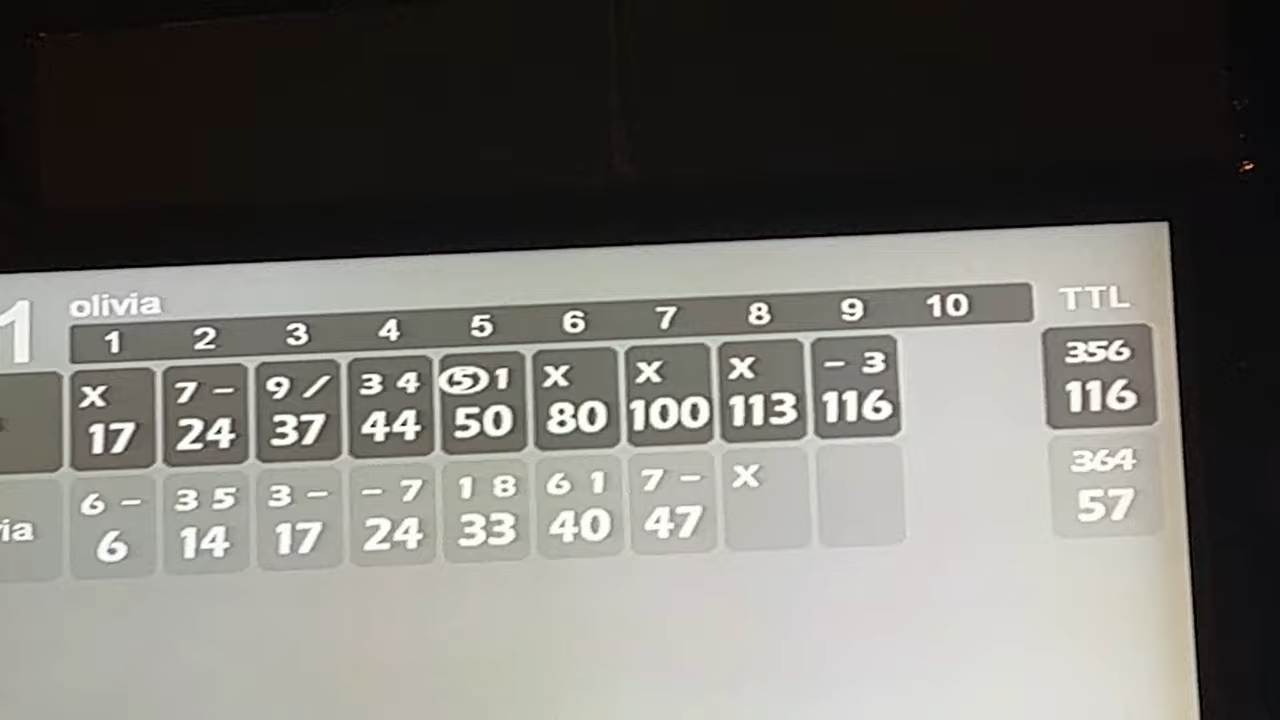 1 olivia
1 2 3 4 5 6 7 8 9 10 TTL
X 7 - 9 / 3 4 ⑤ 1 X X X - 3 356
17 24 37 44 50 80 100 113 116 116
6 - 3 5 3 - - 7 1 8 6 1 7 - X 364
6 14 17 24 33 40 47 57